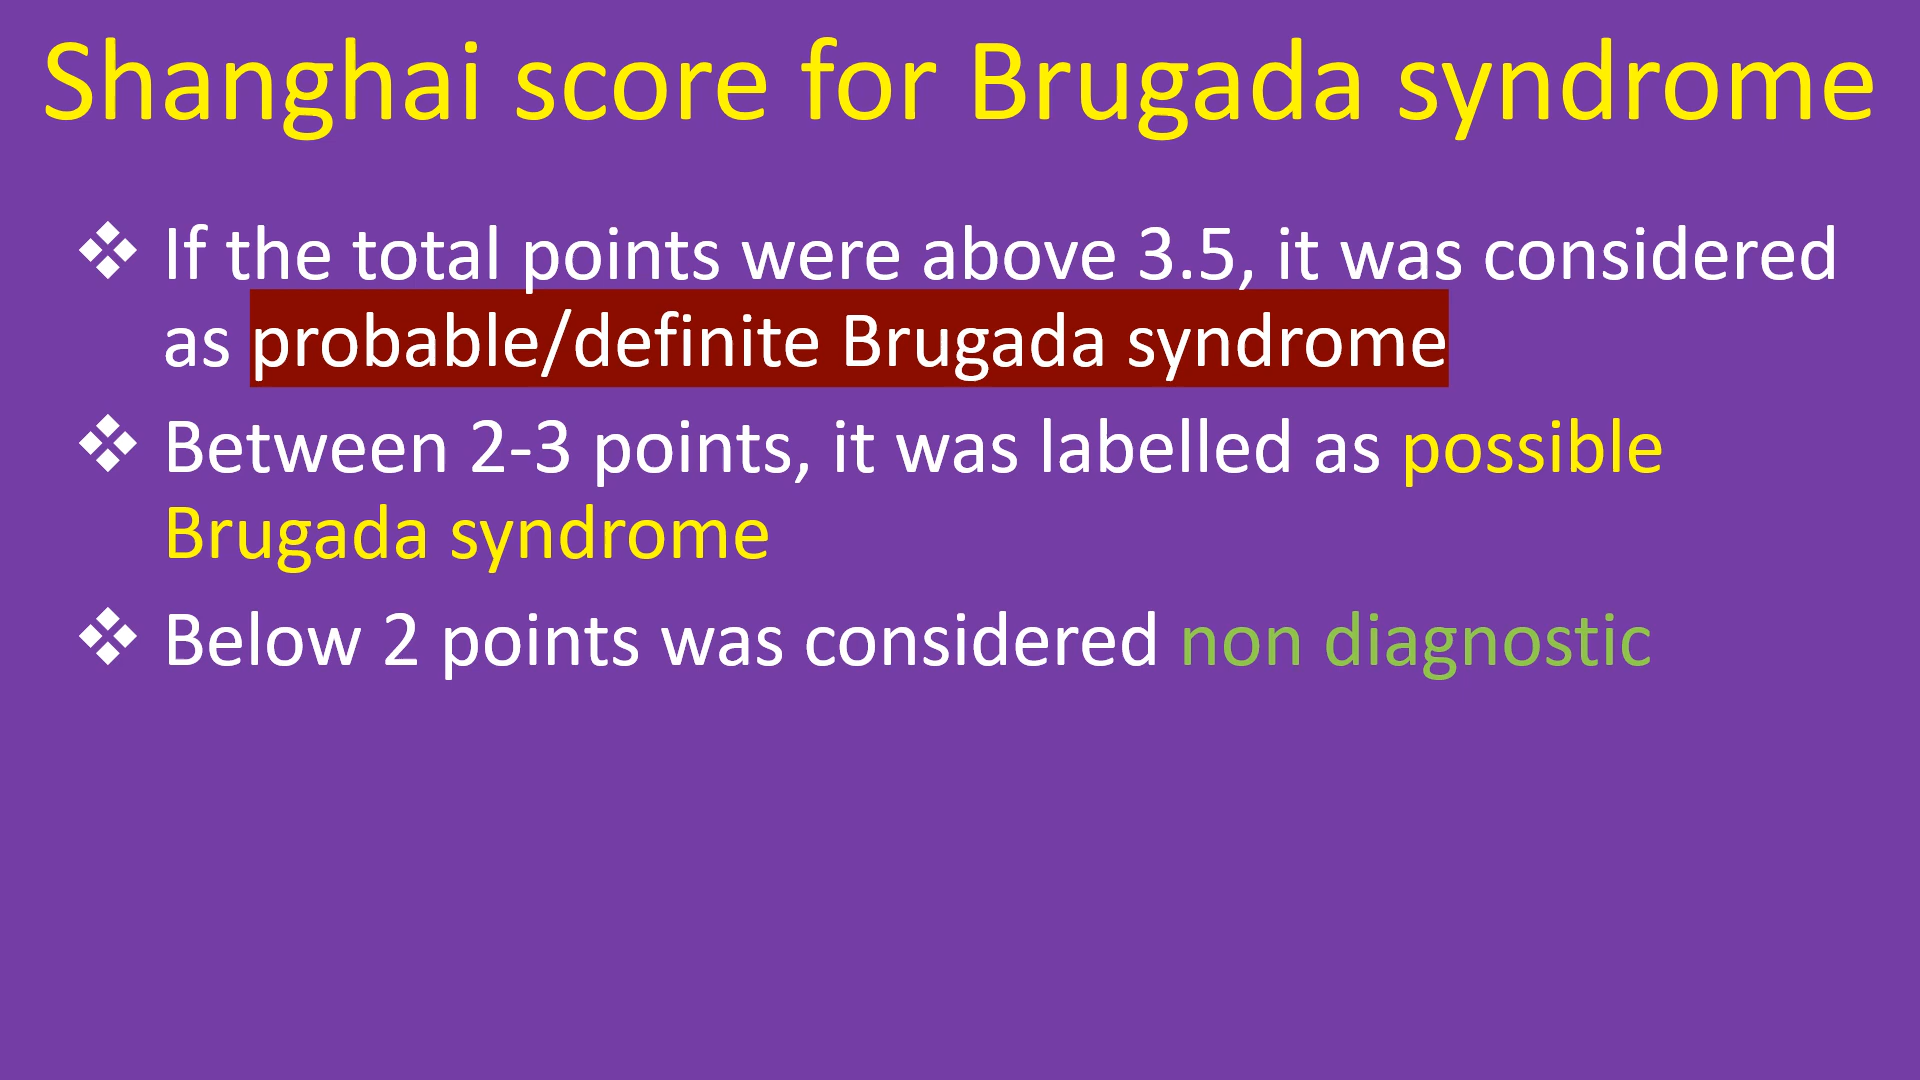 Shanghai score for Brugada syndrome
❖ If the total points were above 3.5, it was considered
as probable/definite Brugada syndrome
❖ Between 2-3 points, it was labelled as possible
Brugada syndrome
❖ Below 2 points was considered non diagnostic